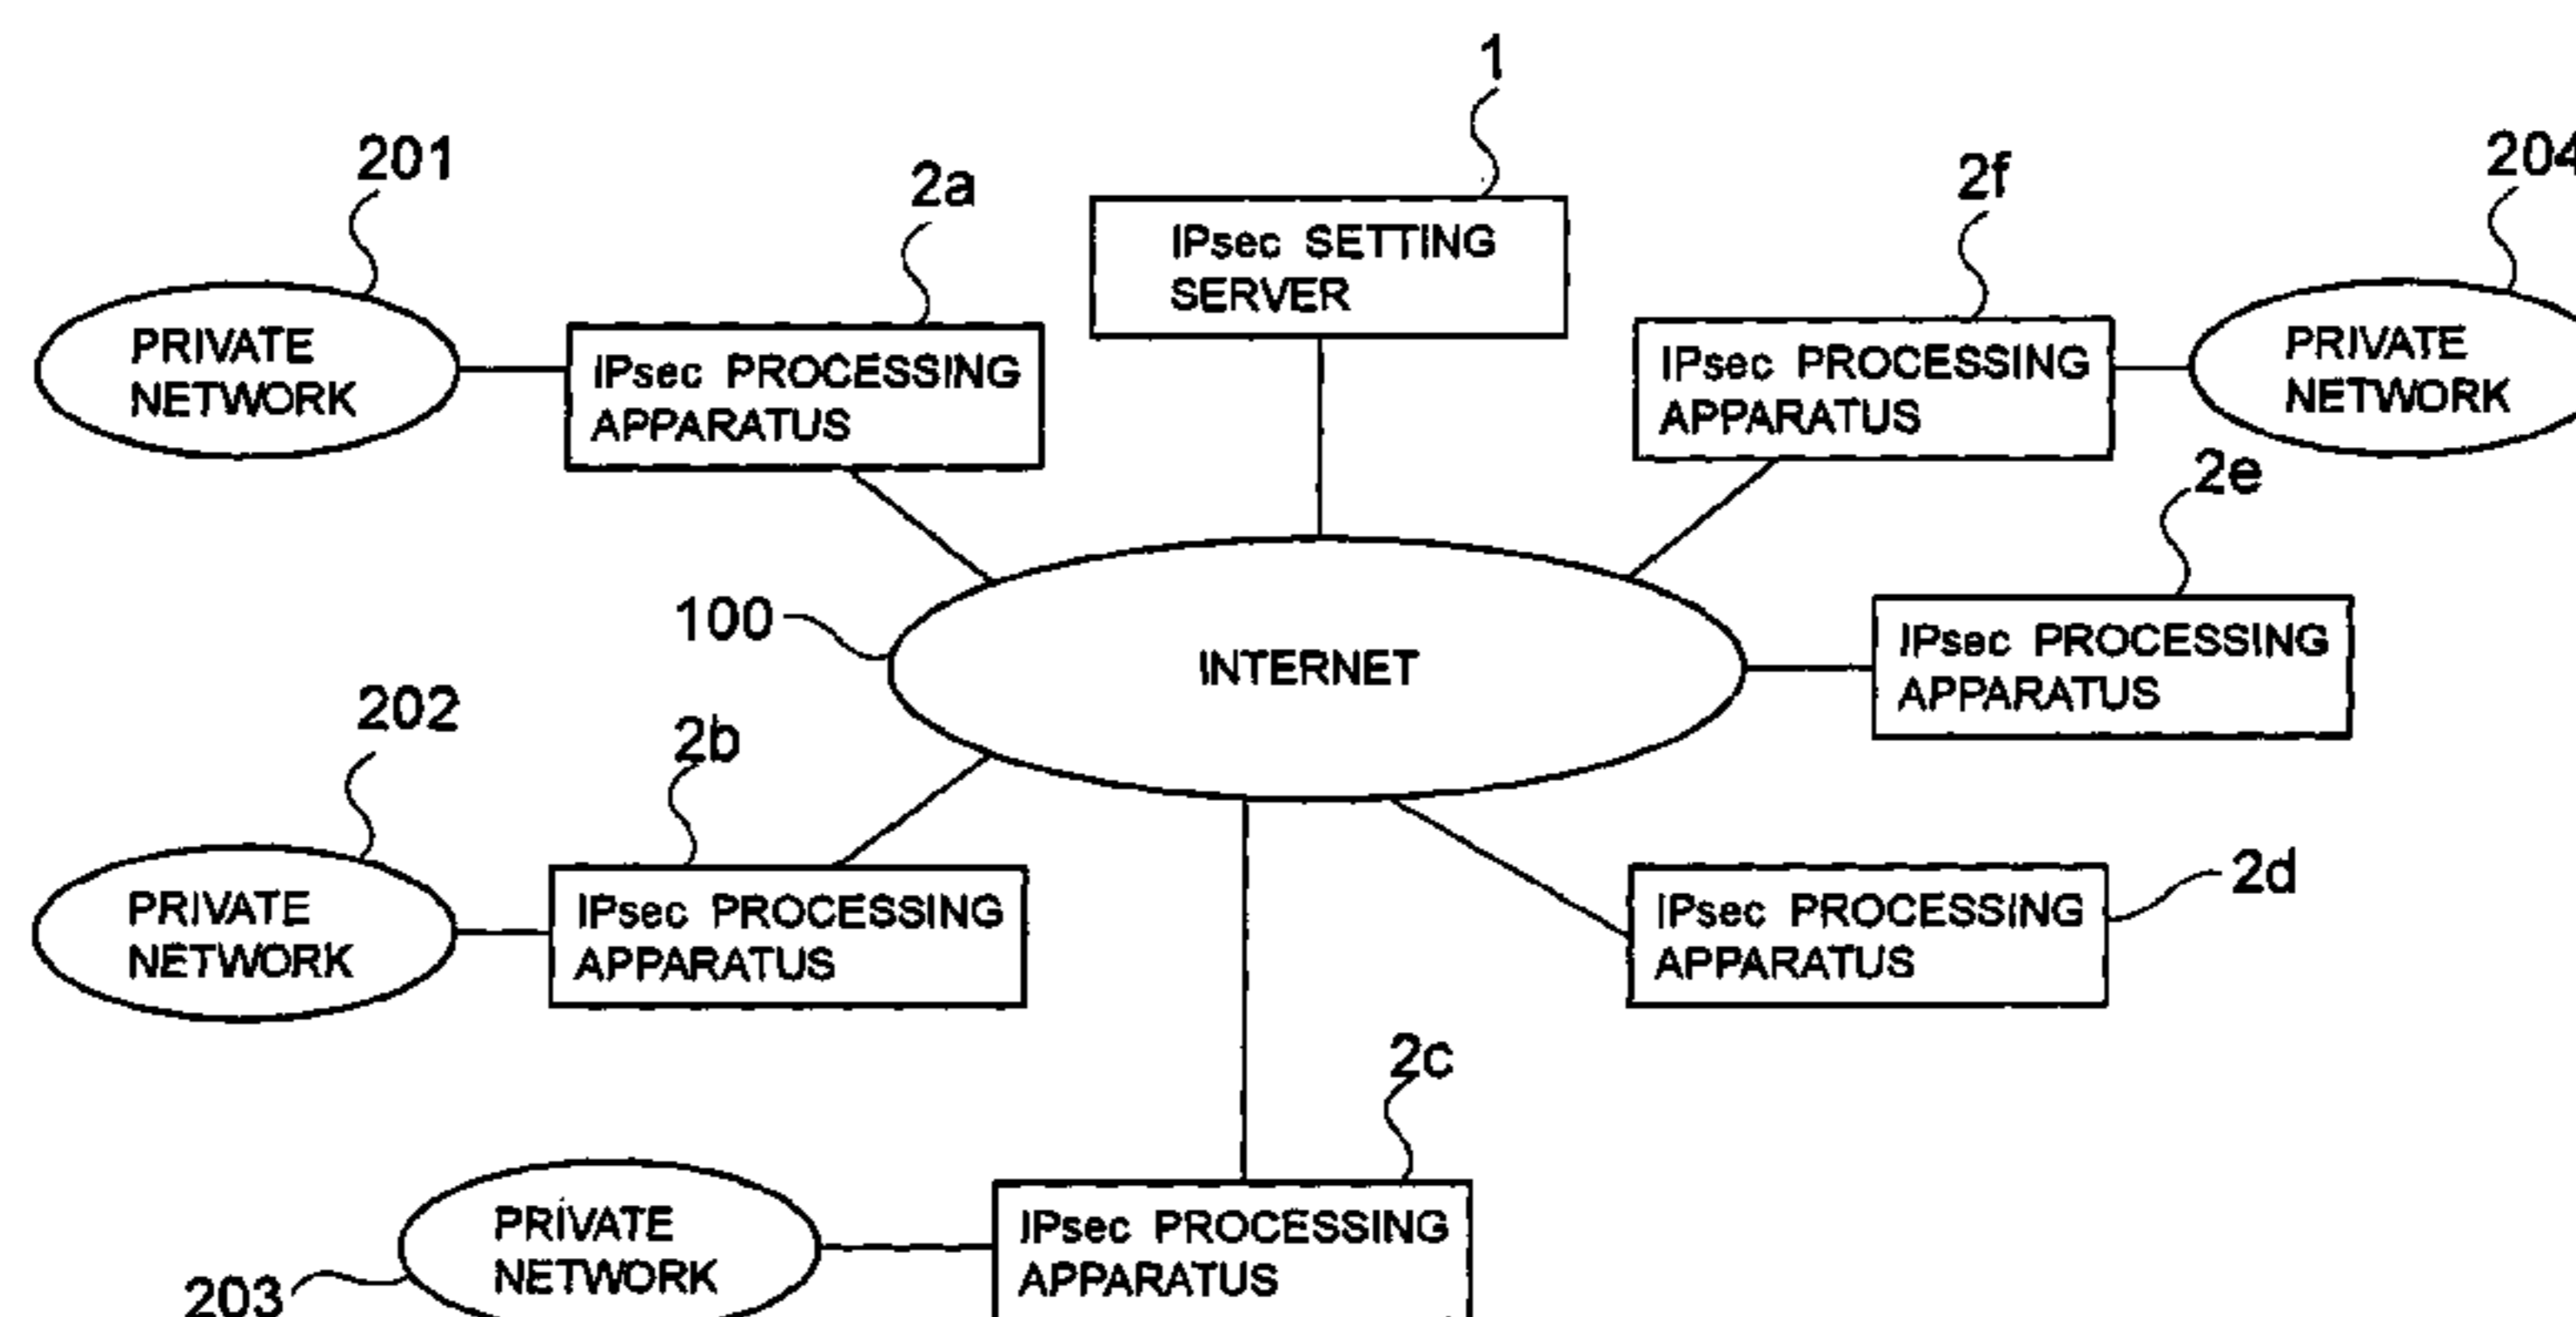 1
201
2a
2f
204
IPsec SETTING
SERVER
PRIVATE
NETWORK
IPsec PROCESSING
APPARATUS
IPsec PROCESSING
APPARATUS
PRIVATE
NETWORK
2e
100
INTERNET
IPsec PROCESSING
APPARATUS
202
2b
2d
PRIVATE
NETWORK
IPsec PROCESSING
APPARATUS
IPsec PROCESSING
APPARATUS
2c
PRIVATE
NETWORK
203
IPsec PROCESSING
APPARATUS